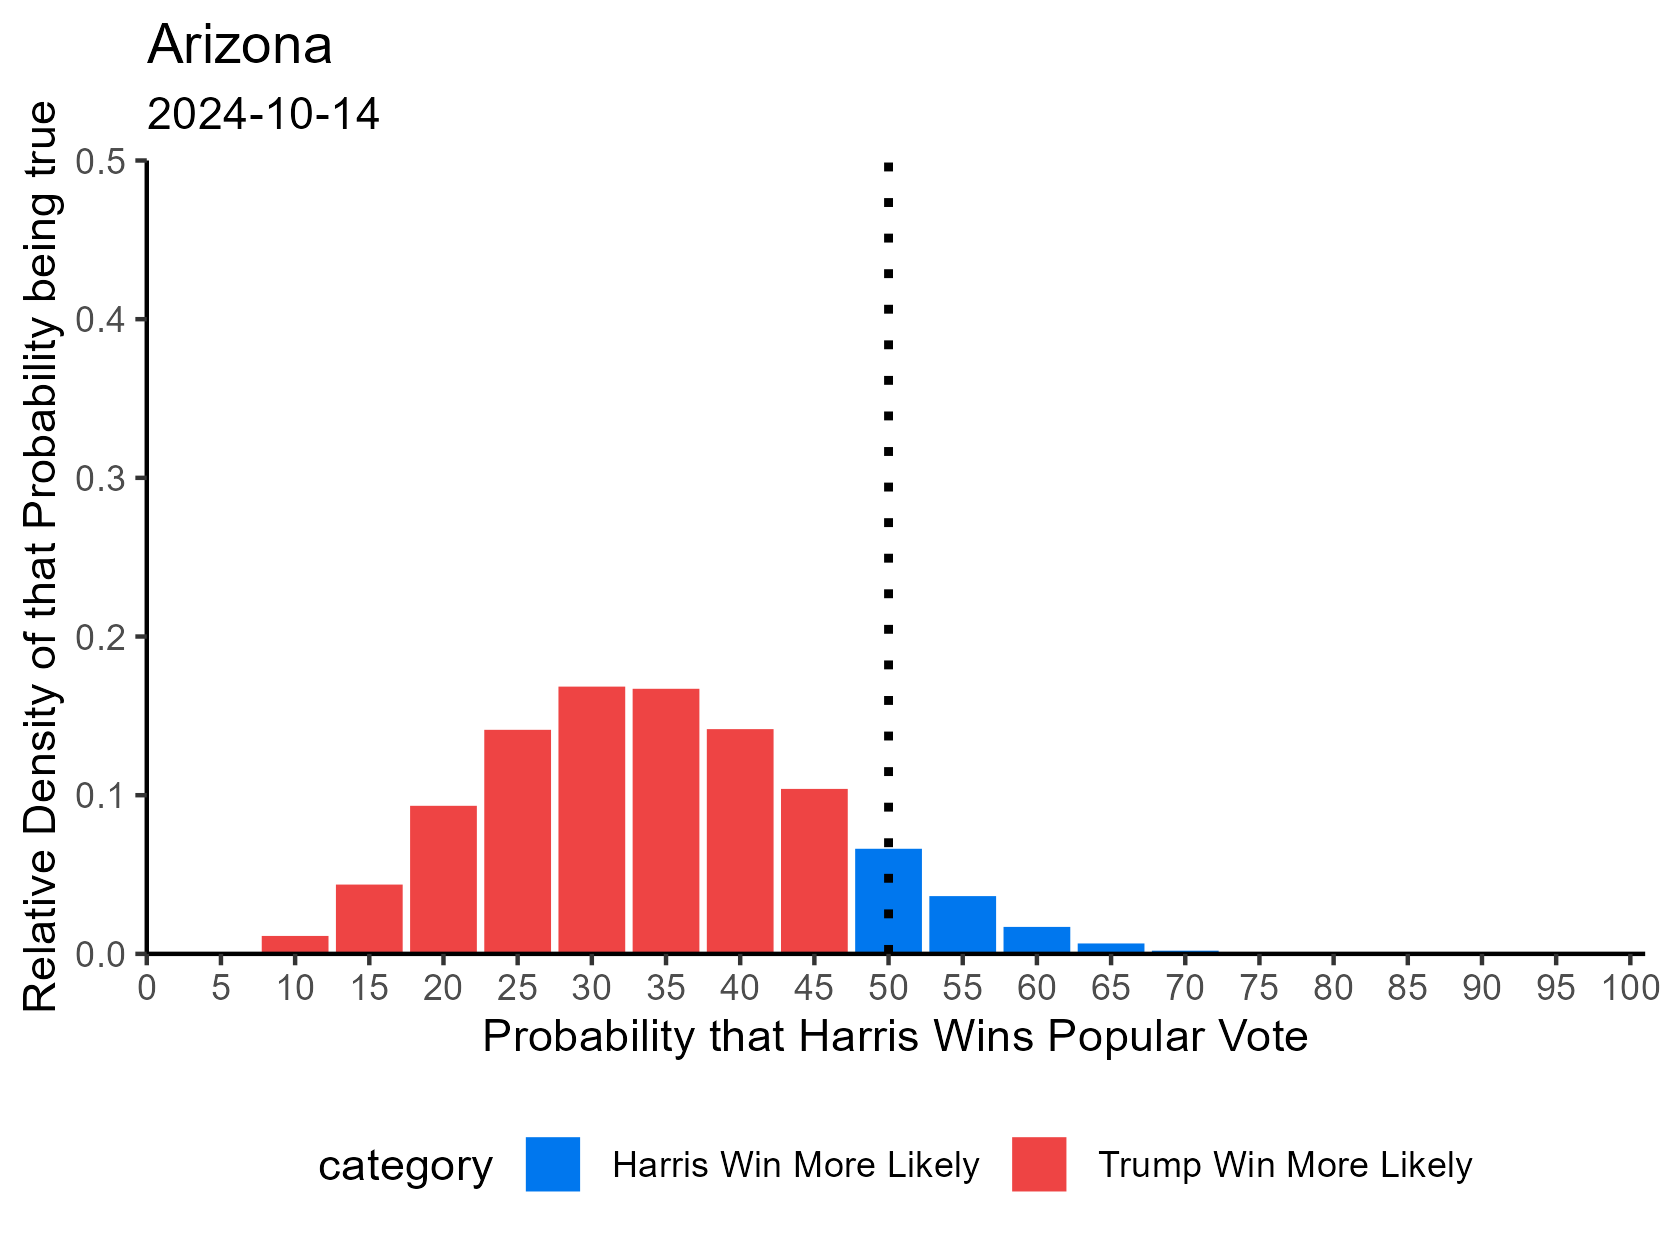 Arizona
2024-10-14
Relative Density of that Probability being true
0.5
0.4
0.3
0.2
0.1
0.0
0 5 10 15 20 25 30 35 40 45 50 55 60 65 70 75 80 85 90 95 100
Probability that Harris Wins Popular Vote
category Harris Win More Likely Trump Win More Likely